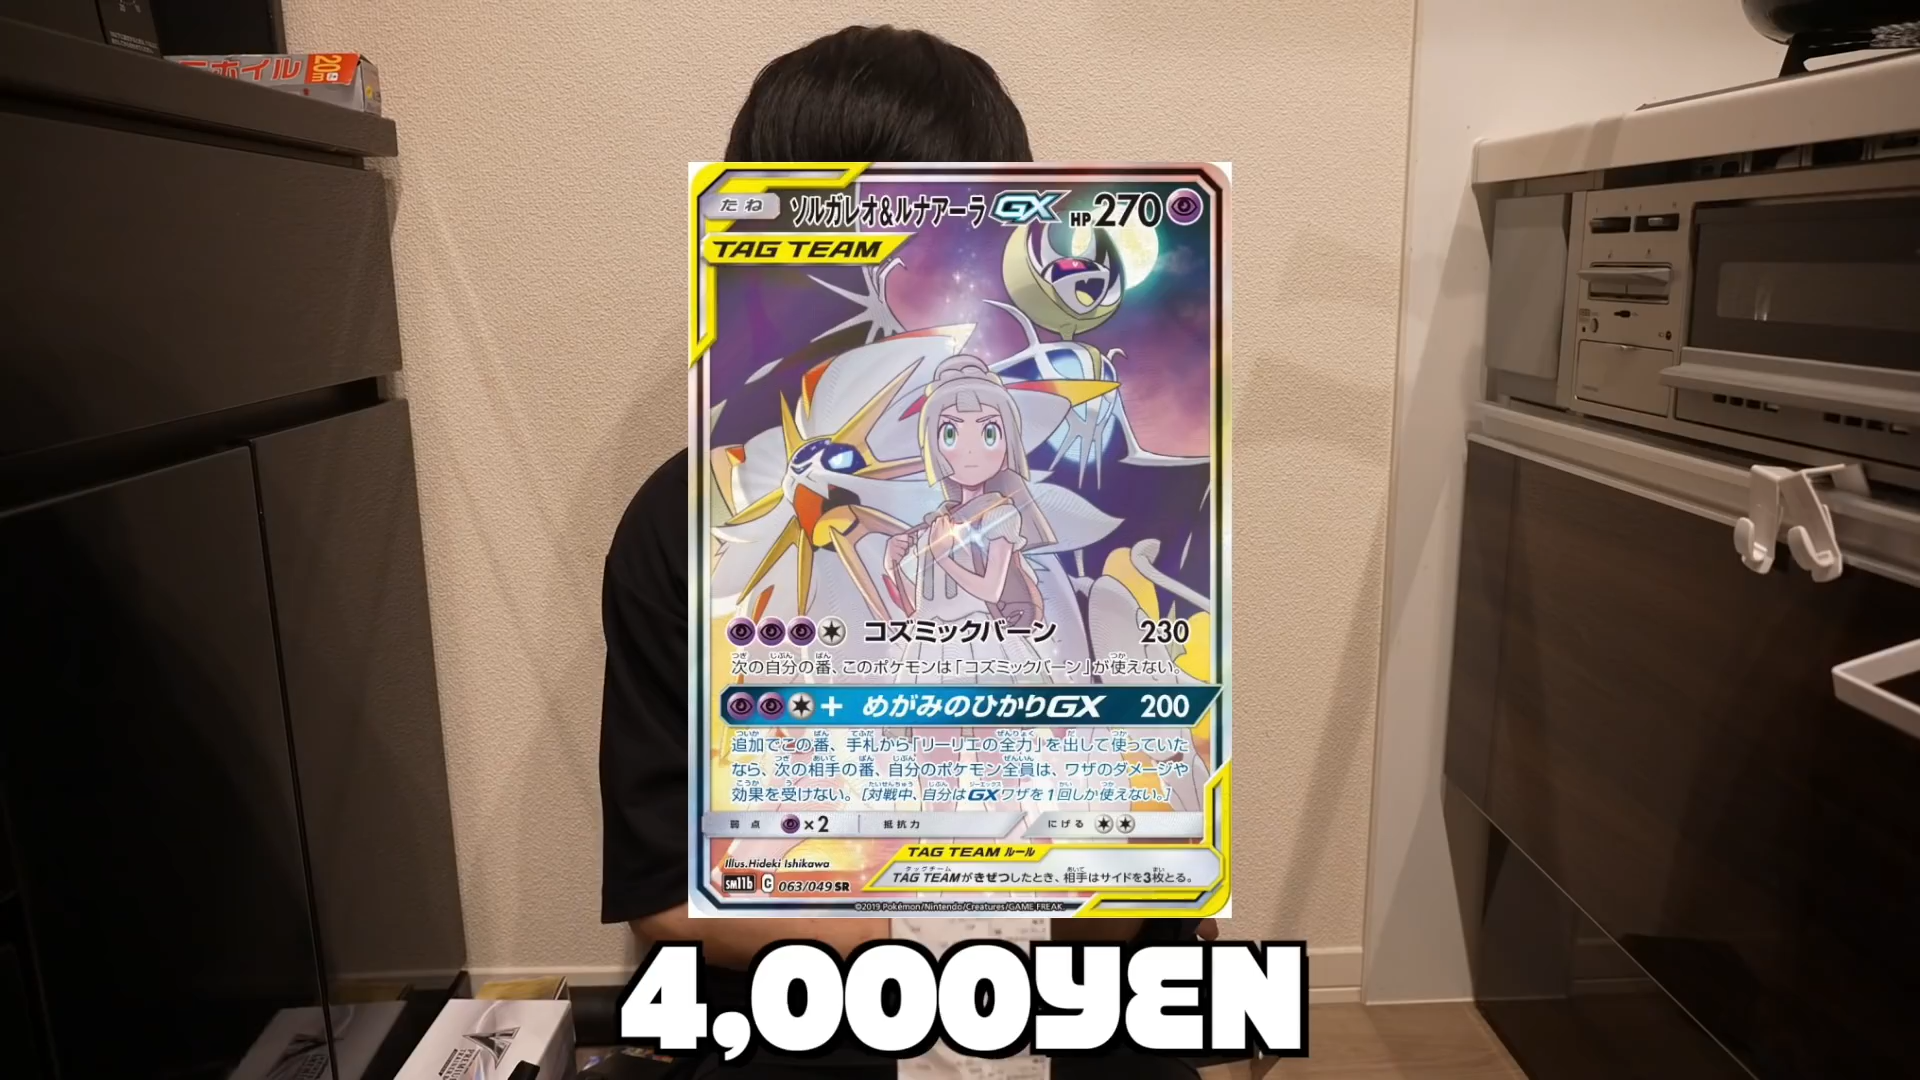 ニホイル
20m
たね
ソルガレオ&ルナアーラGX HP270
TAG TEAM
コズミックバーン 230
次の自分の番、このポケモンは「コズミックバーン」が使えない。
+ めがみのひかりGX 200
追加でこの番、手札から「リーリエの全力」を出して使っていた
なら、次の相手の番、自分のポケモン全員は、ワザのダメージや
効果を受けない。[対戦中、自分はGXワザを1回しか使えない。]
弱点 ×2 抵抗力 にげる
Illus.Hideki Ishikawa
TAG TEAM ルール
TAG TEAMがきぜつしたとき、相手はサイドを3枚とる。
sm11b C 063/049 SR
©2019 Pokémon/Nintendo/Creatures/GAME FREAK.
4,000YEN